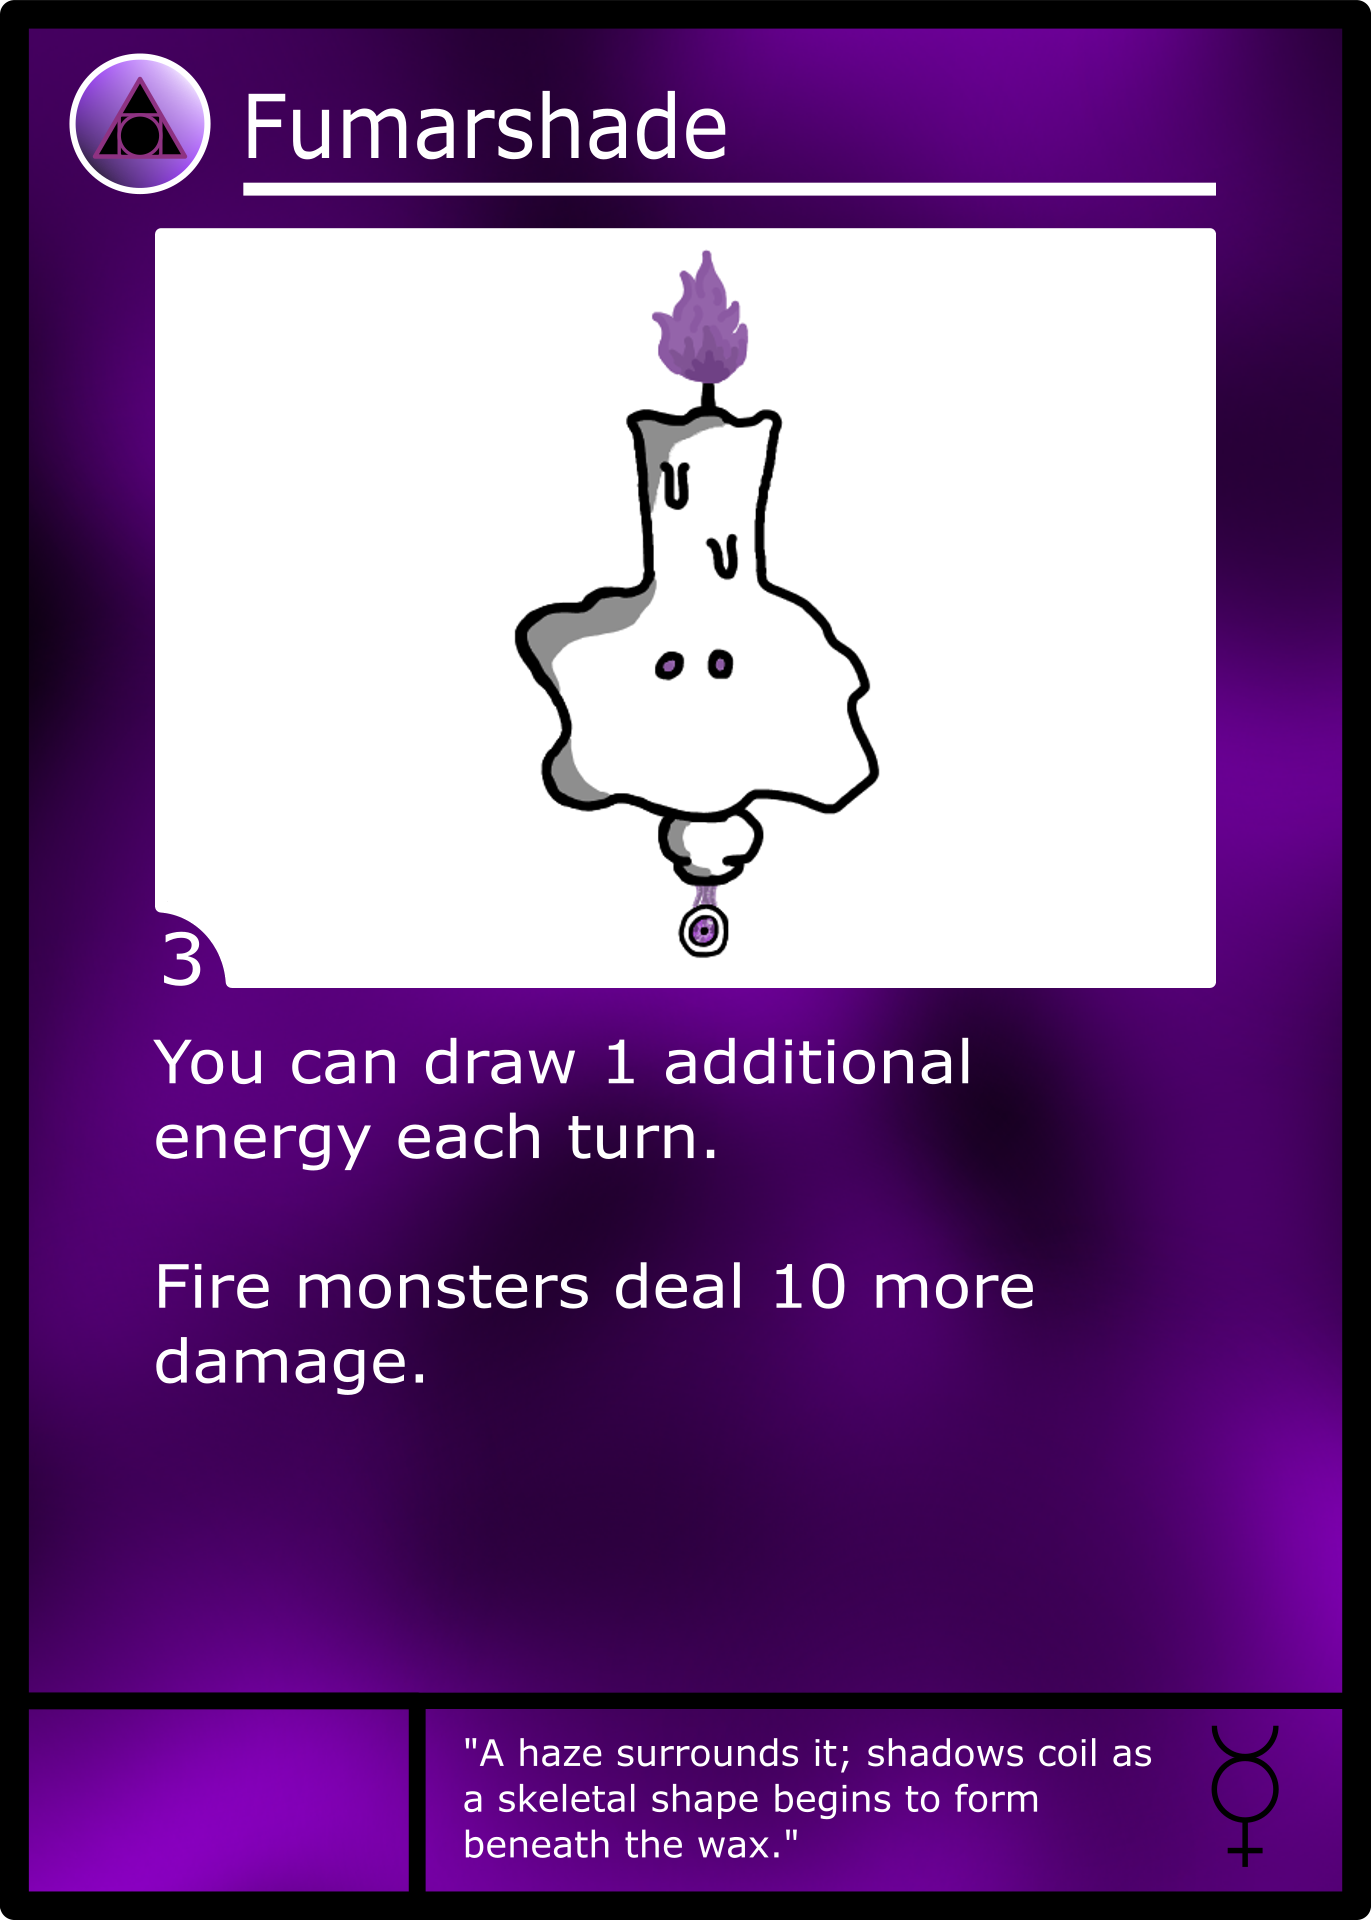 Fumarshade
3
You can draw 1 additional
energy each turn.
Fire monsters deal 10 more
damage.
"A haze surrounds it; shadows coil as
a skeletal shape begins to form
beneath the wax."